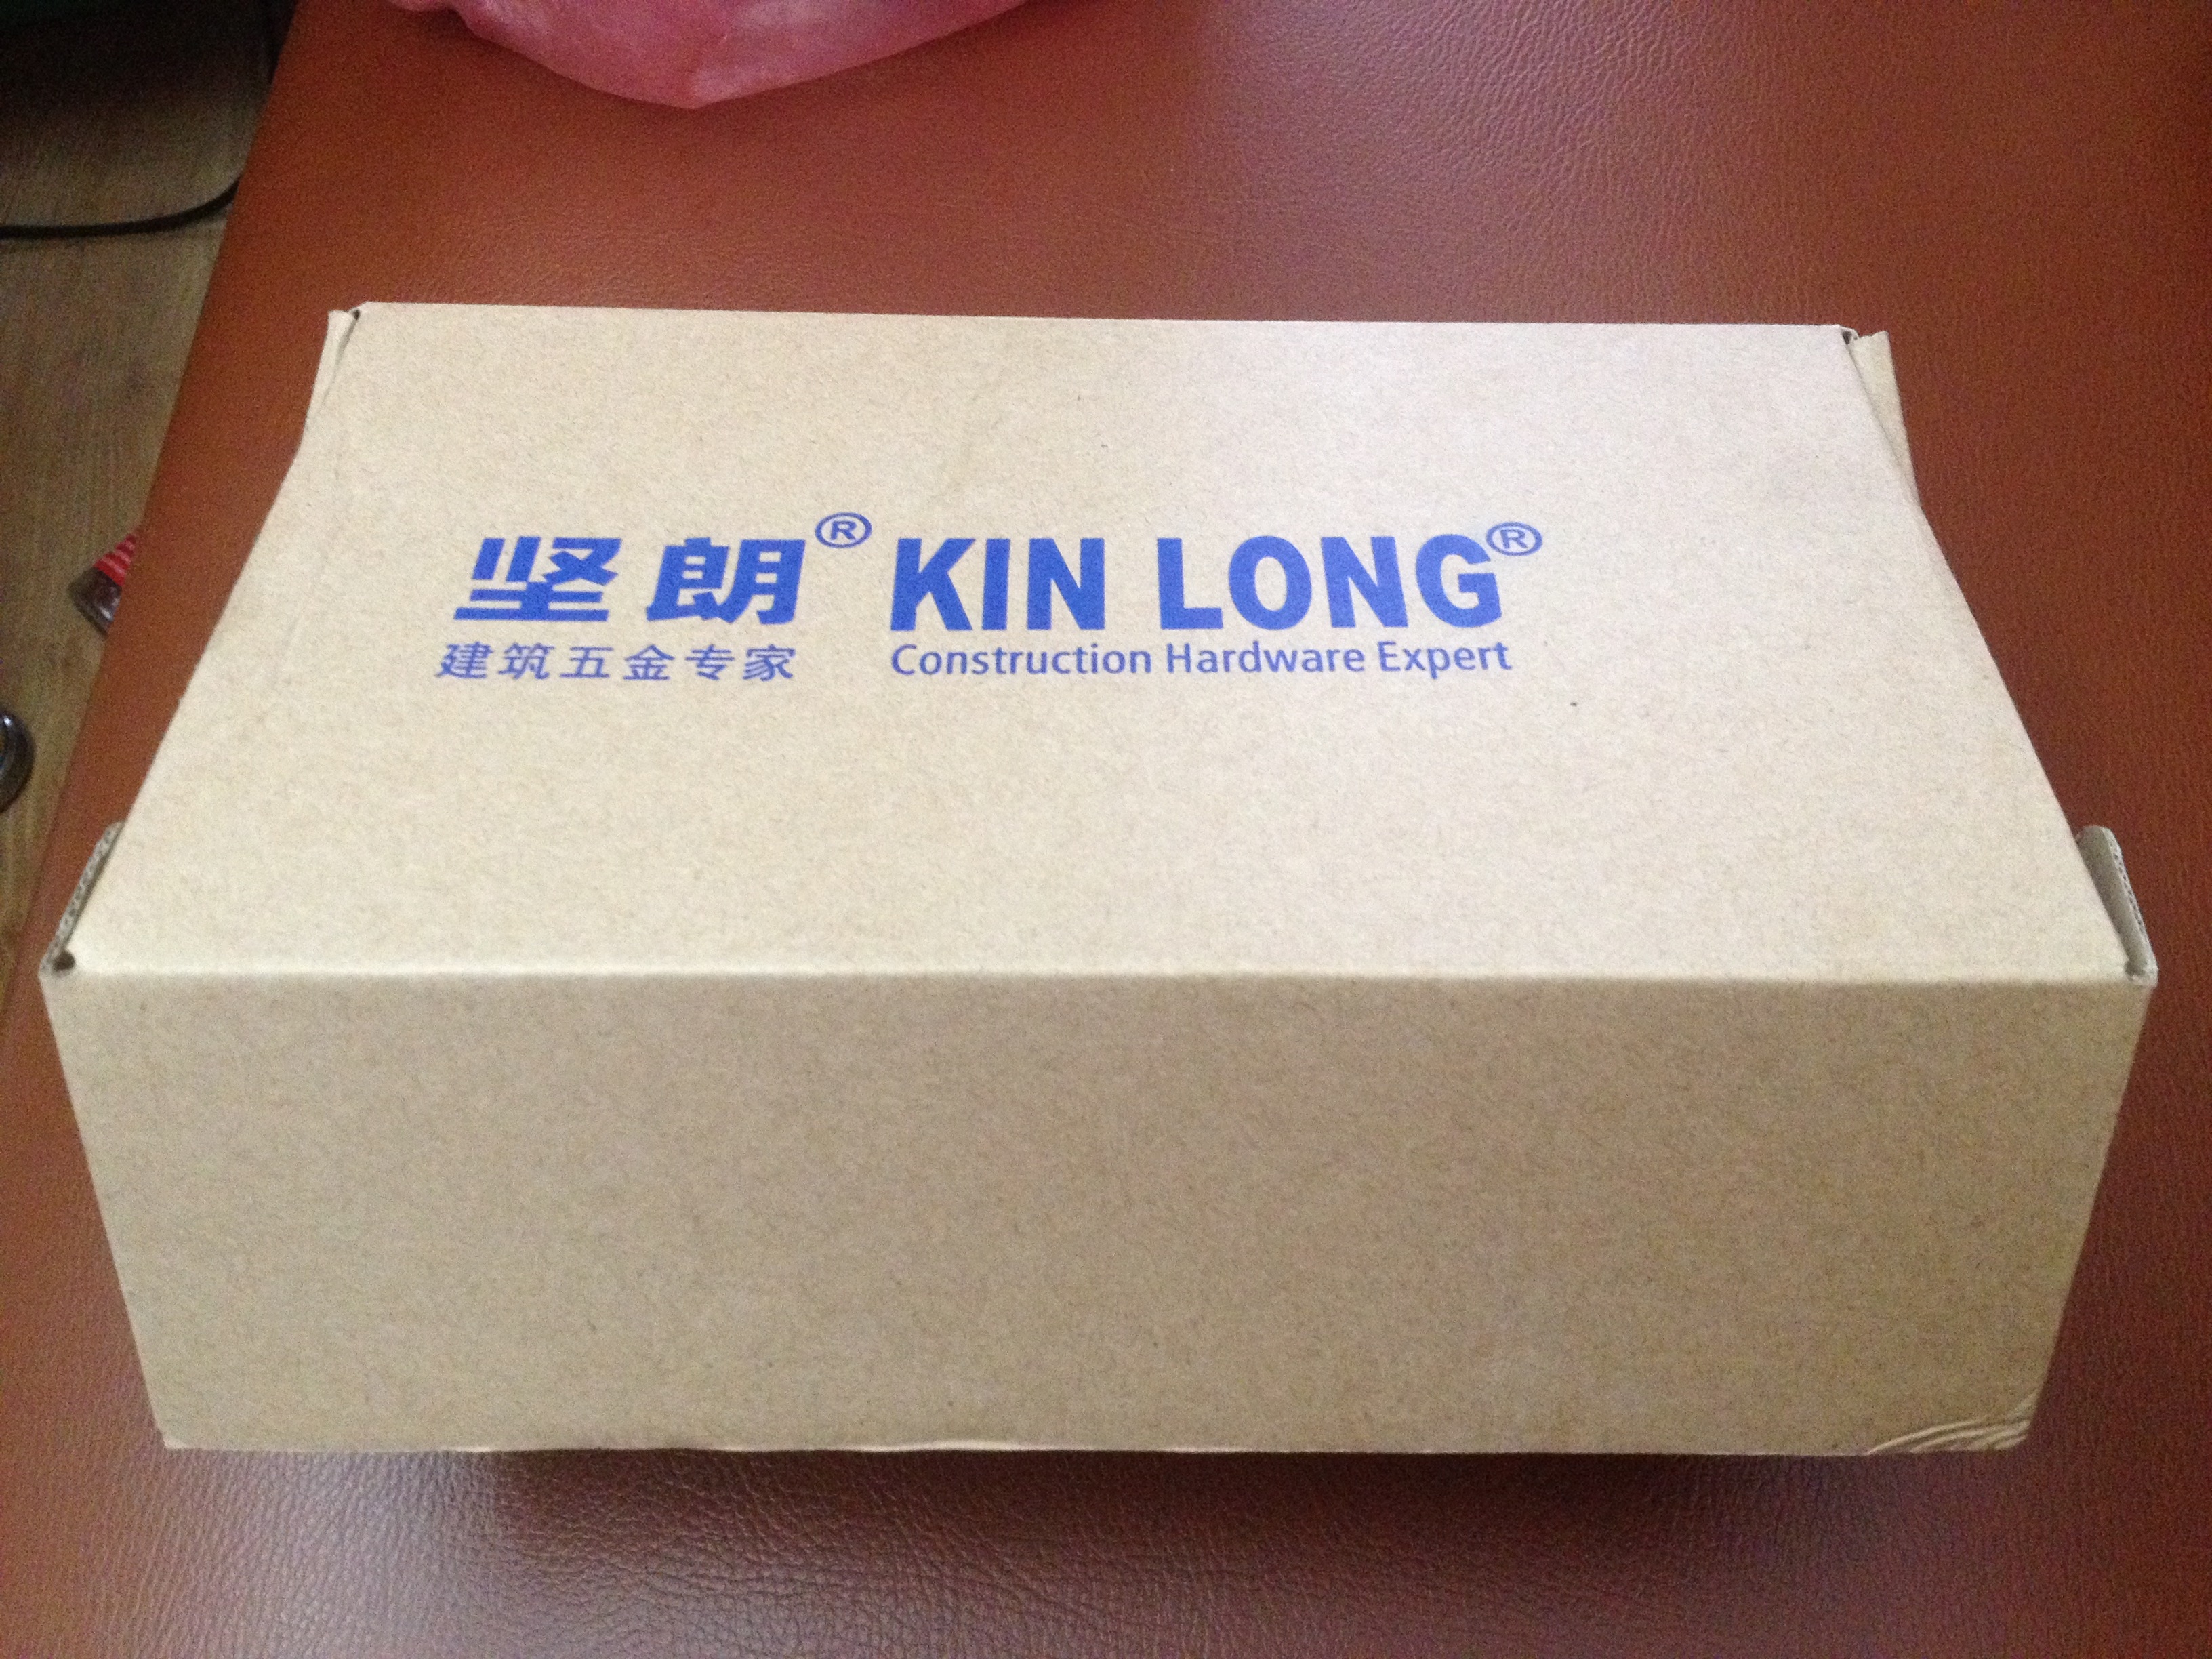 坚朗® KIN LONG®
建筑五金专家 Construction Hardware Expert